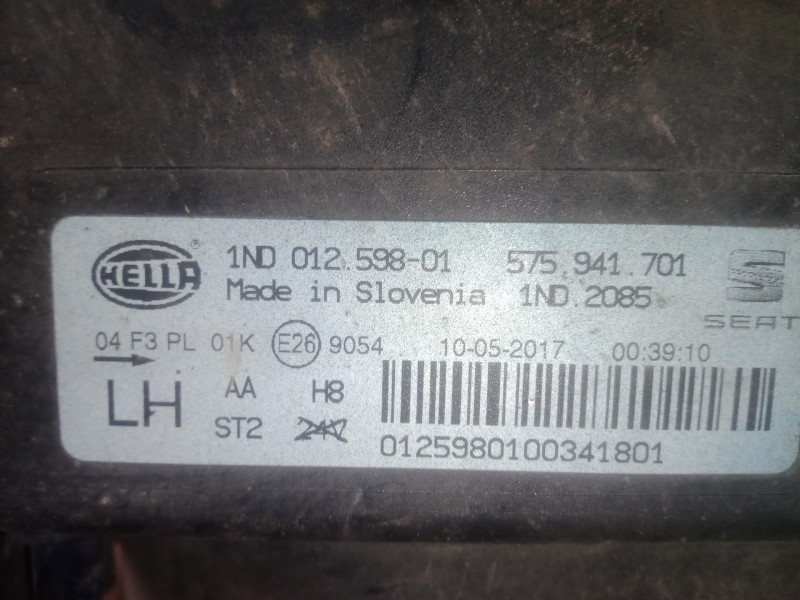 HELLA ®
1ND 012.598-01 575.941.701
Made in Slovenia 1ND.2085
SEAT
04 F3 PL 01K E26 9054 10-05-2017 00:39:10
LH AA H8
ST2 24V
0125980100341801